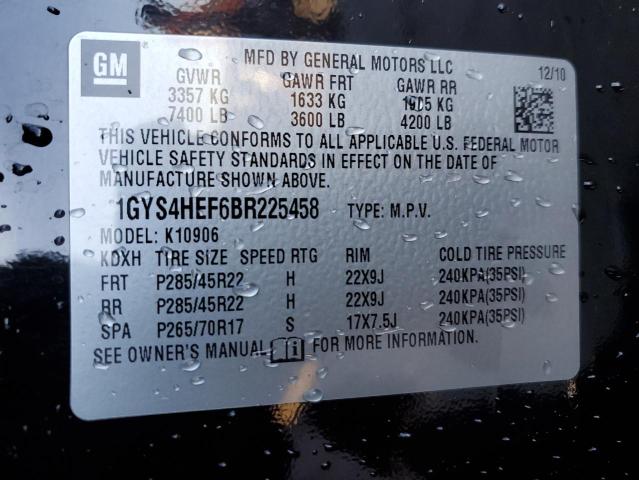 GM
MFD BY GENERAL MOTORS LLC
12/10
GVWR GAWR FRT GAWR RR
3357 KG 1633 KG 1905 KG
7400 LB 3600 LB 4200 LB
THIS VEHICLE CONFORMS TO ALL APPLICABLE U.S. FEDERAL MOTOR
VEHICLE SAFETY STANDARDS IN EFFECT ON THE DATE OF
MANUFACTURE SHOWN ABOVE.
1GYS4HEF6BR225458 TYPE: M.P.V.
MODEL: K10906
KDXH TIRE SIZE SPEED RTG RIM COLD TIRE PRESSURE
FRT P285/45R22 H 22X9J 240KPA(35PSI)
RR P285/45R22 H 22X9J 240KPA(35PSI)
SPA P265/70R17 S 17X7.5J 240KPA(35PSI)
SEE OWNER'S MANUAL FOR MORE INFORMATION.